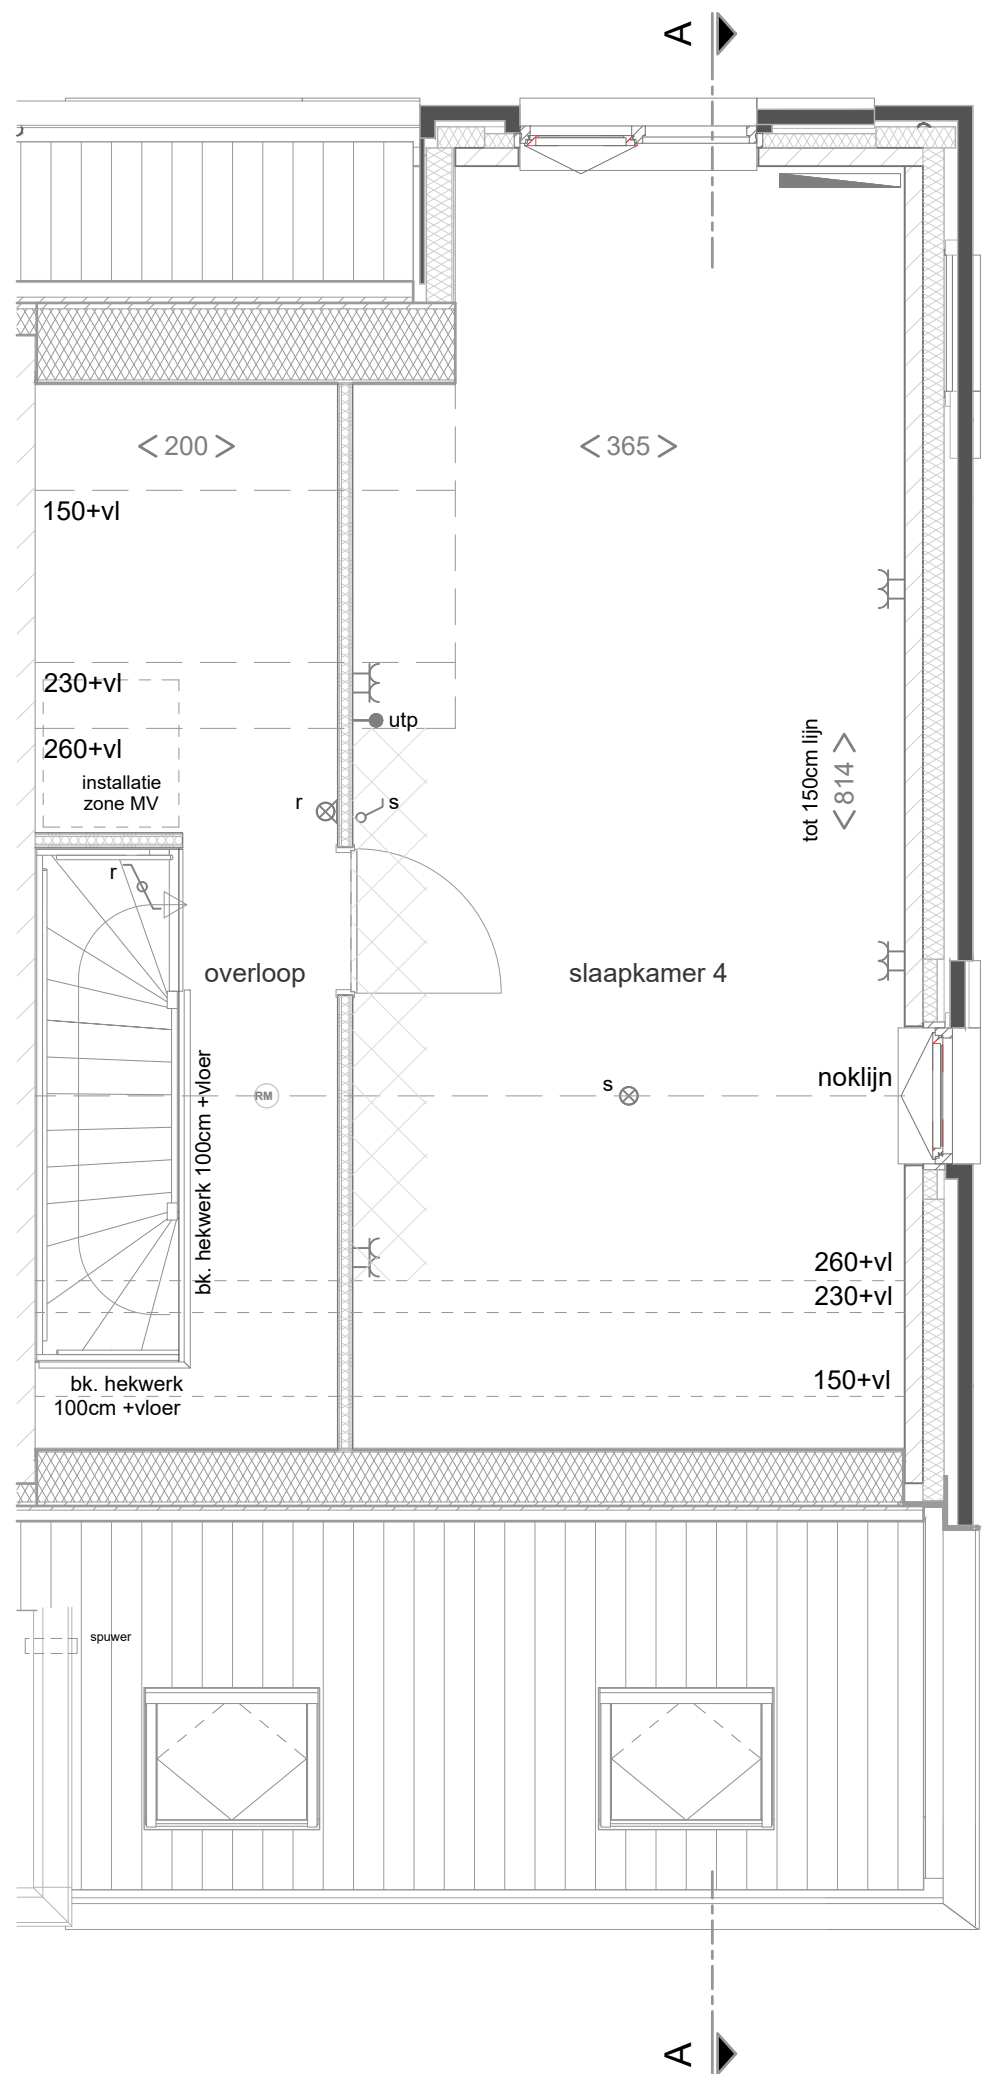 A
< 200 >
< 365 >
150+vl
230+vl
utp
260+vl
installatie
zone MV
r
s
tot 150cm lijn
< 814 >
r
overloop
slaapkamer 4
bk. hekwerk 100cm +vloer
noklijn
RM
s
260+vl
230+vl
150+vl
bk. hekwerk
100cm +vloer
spuwer
A